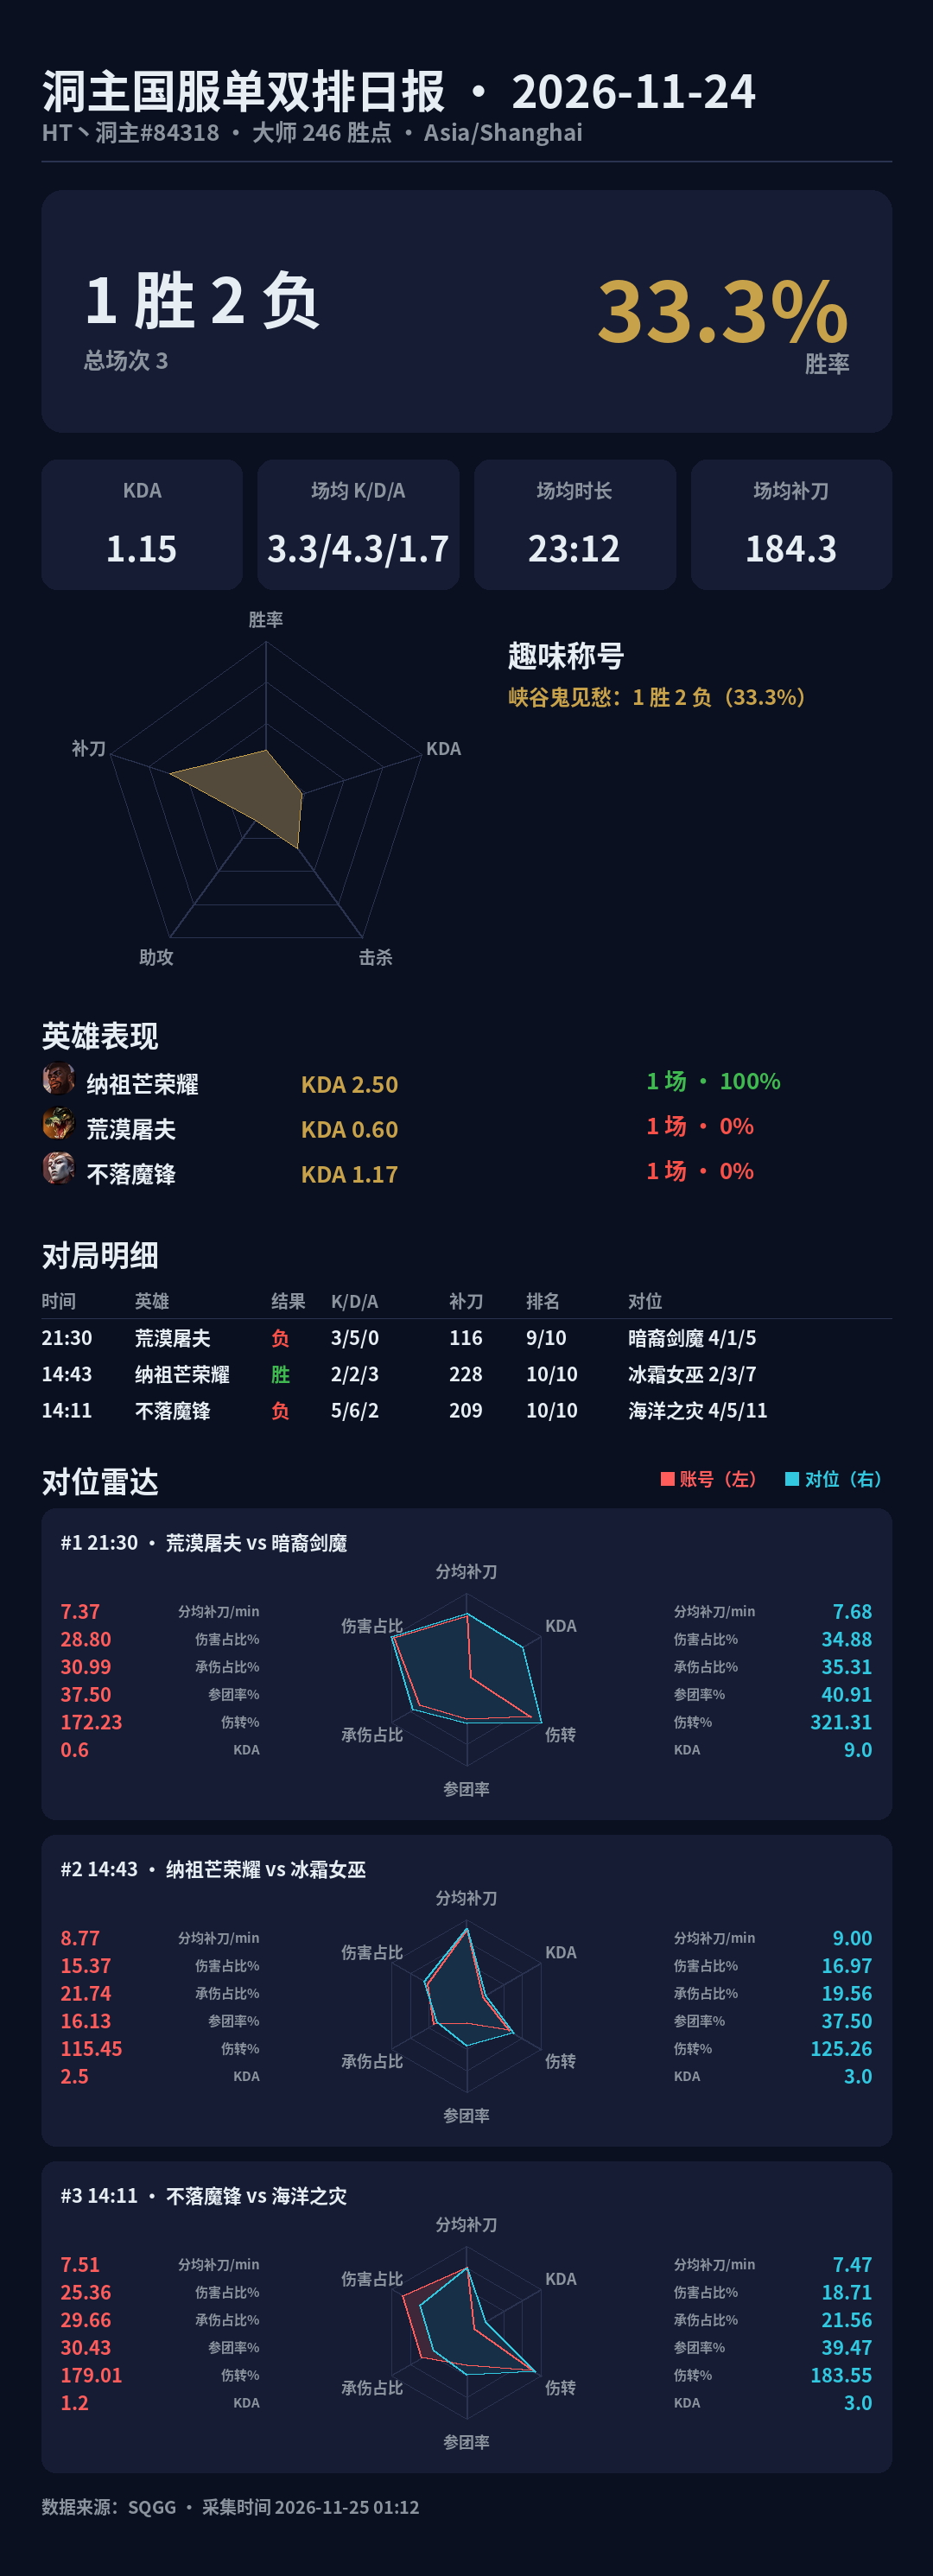 洞主国服单双排日报 · 2026-11-24
HT丶洞主#84318 · 大师 246 胜点 · Asia/Shanghai
1 胜 2 负
33.3%
总场次 3
胜率
KDA
场均 K/D/A
场均时长
场均补刀
1.15
3.3/4.3/1.7
23:12
184.3
胜率
KDA
击杀
助攻
补刀
趣味称号
峡谷鬼见愁：1 胜 2 负（33.3%）
英雄表现
纳祖芒荣耀 KDA 2.50 1 场 · 100%
荒漠屠夫 KDA 0.60 1 场 · 0%
不落魔锋 KDA 1.17 1 场 · 0%
对局明细
时间 英雄 结果 K/D/A 补刀 排名 对位
21:30 荒漠屠夫 负 3/5/0 116 9/10 暗裔剑魔 4/1/5
14:43 纳祖芒荣耀 胜 2/2/3 228 10/10 冰霜女巫 2/3/7
14:11 不落魔锋 负 5/6/2 209 10/10 海洋之灾 4/5/11
对位雷达
账号（左） 对位（右）
#1 21:30 · 荒漠屠夫 vs 暗裔剑魔
7.37 分均补刀/min
28.80 伤害占比%
30.99 承伤占比%
37.50 参团率%
172.23 伤转%
0.6 KDA
分均补刀
KDA
伤转
参团率
承伤占比
伤害占比
分均补刀/min 7.68
伤害占比% 34.88
承伤占比% 35.31
参团率% 40.91
伤转% 321.31
KDA 9.0
#2 14:43 · 纳祖芒荣耀 vs 冰霜女巫
8.77 分均补刀/min
15.37 伤害占比%
21.74 承伤占比%
16.13 参团率%
115.45 伤转%
2.5 KDA
分均补刀
KDA
伤转
参团率
承伤占比
伤害占比
分均补刀/min 9.00
伤害占比% 16.97
承伤占比% 19.56
参团率% 37.50
伤转% 125.26
KDA 3.0
#3 14:11 · 不落魔锋 vs 海洋之灾
7.51 分均补刀/min
25.36 伤害占比%
29.66 承伤占比%
30.43 参团率%
179.01 伤转%
1.2 KDA
分均补刀
KDA
伤转
参团率
承伤占比
伤害占比
分均补刀/min 7.47
伤害占比% 18.71
承伤占比% 21.56
参团率% 39.47
伤转% 183.55
KDA 3.0
数据来源：SQGG · 采集时间 2026-11-25 01:12